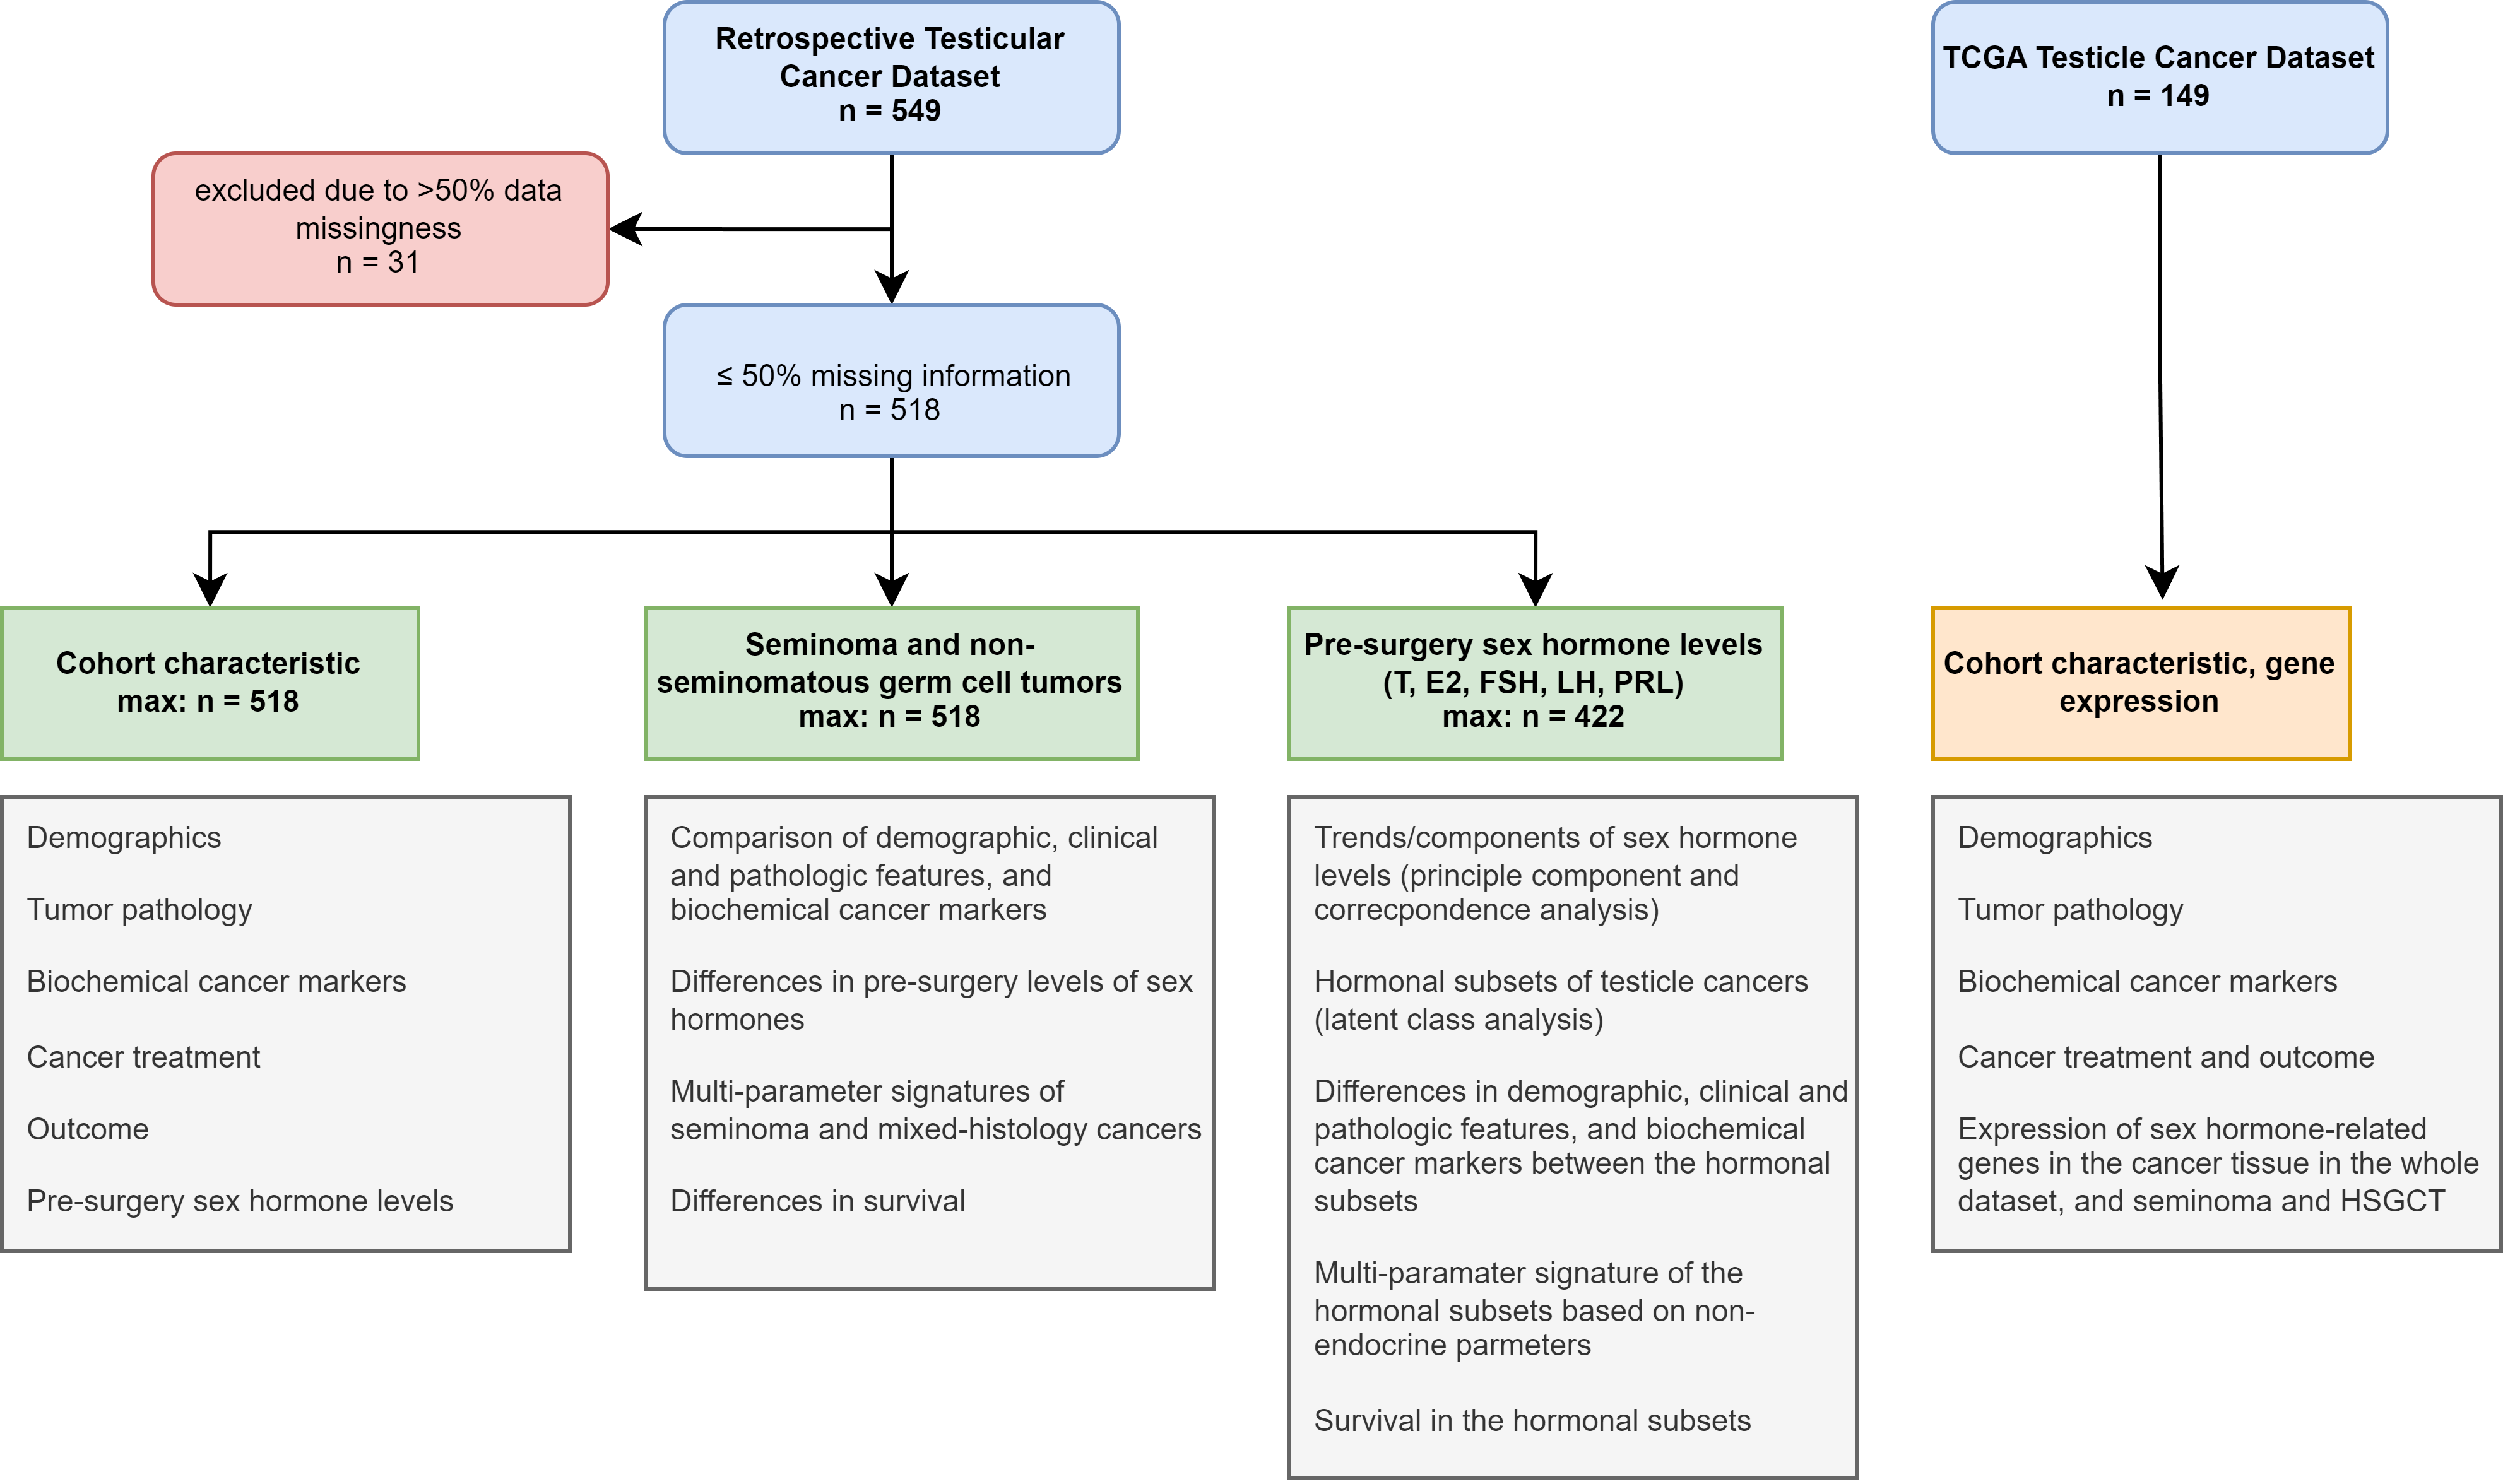 Retrospective Testicular
Cancer Dataset
n = 549
TCGA Testicle Cancer Dataset
n = 149
excluded due to >50% data
missingness
n = 31
≤ 50% missing information
n = 518
Cohort characteristic
max: n = 518
Seminoma and non-
seminomatous germ cell tumors
max: n = 518
Pre-surgery sex hormone levels
(T, E2, FSH, LH, PRL)
max: n = 422
Cohort characteristic, gene
expression
Demographics
Tumor pathology
Biochemical cancer markers
Cancer treatment
Outcome
Pre-surgery sex hormone levels
Comparison of demographic, clinical
and pathologic features, and
biochemical cancer markers
Differences in pre-surgery levels of sex
hormones
Multi-parameter signatures of
seminoma and mixed-histology cancers
Differences in survival
Trends/components of sex hormone
levels (principle component and
correcpondence analysis)
Hormonal subsets of testicle cancers
(latent class analysis)
Differences in demographic, clinical and
pathologic features, and biochemical
cancer markers between the hormonal
subsets
Multi-paramater signature of the
hormonal subsets based on non-
endocrine parmeters
Survival in the hormonal subsets
Demographics
Tumor pathology
Biochemical cancer markers
Cancer treatment and outcome
Expression of sex hormone-related
genes in the cancer tissue in the whole
dataset, and seminoma and HSGCT